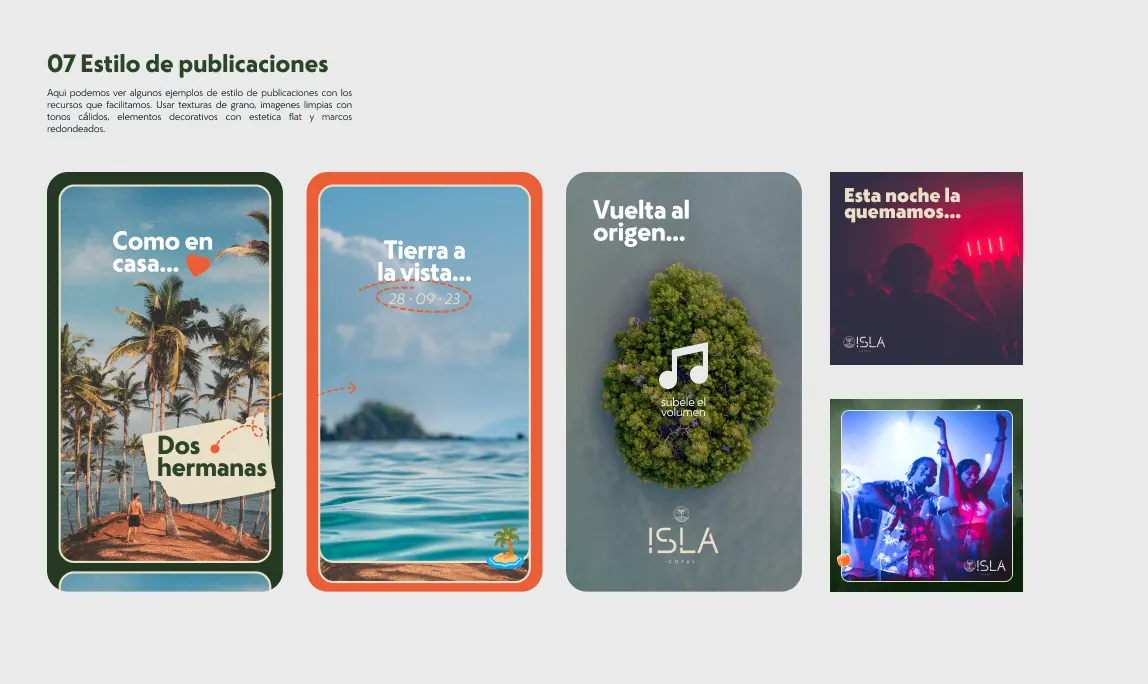 07 Estilo de publicaciones
Aqui podemos ver algunos ejemplos de estilo de publicaciones con los
recursos que facilitamos. Usar texturas de grano, imagenes limpias con
tonos cálidos, elementos decorativos con estetica flat y marcos
redondeados.
Como en
casa...
Dos
hermanas
Tierra a
la vista...
28 · 09 · 23
Vuelta al
origen...
subele el
volumen
ISLA
·COPAS·
Esta noche la
quemamos...
ISLA
ISLA